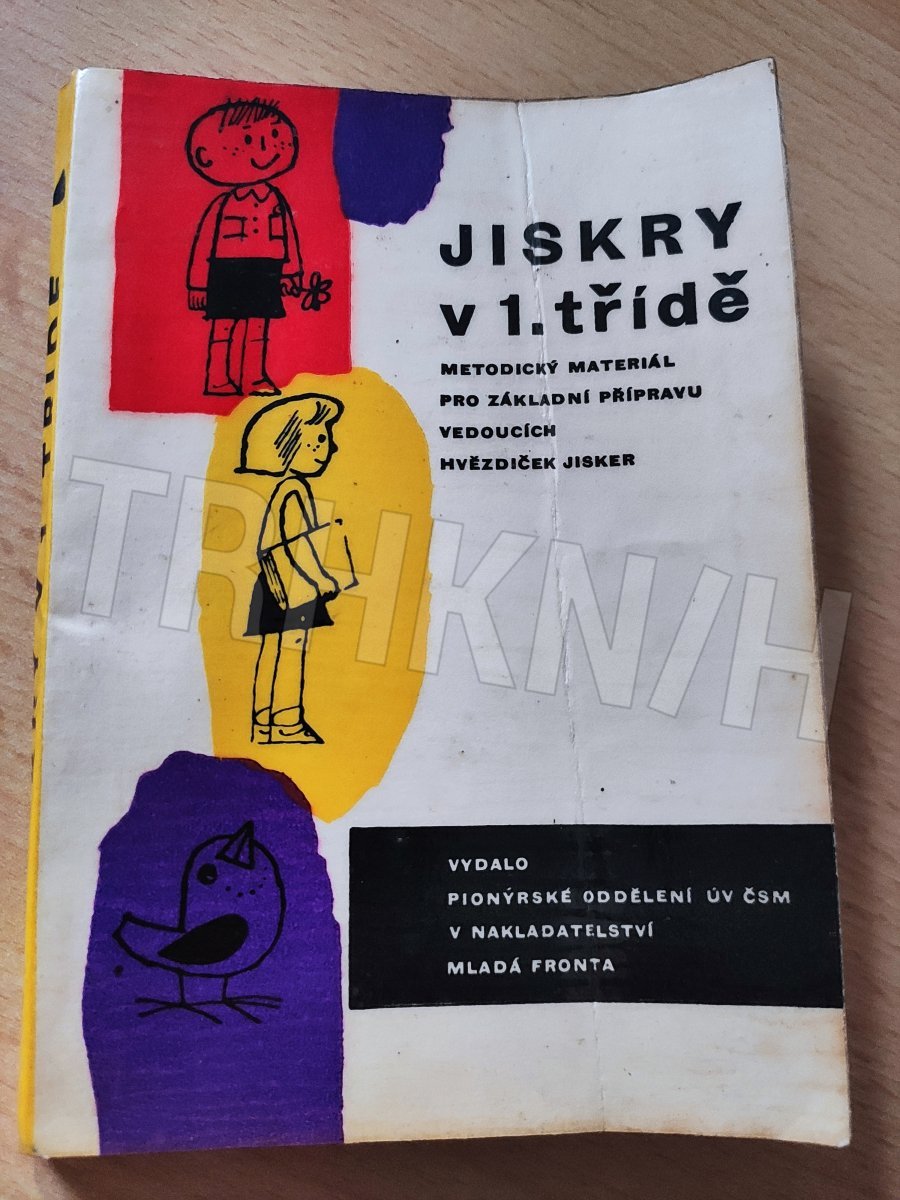 JISKRY
v 1. třídě
METODICKÝ MATERIÁL
PRO ZÁKLADNÍ PŘÍPRAVU
VEDOUCÍCH
HVĚZDIČEK JISKER
TRHKNIH
VYDALO
PIONÝRSKÉ ODDĚLENÍ ÚV ČSM
V NAKLADATELSTVÍ
MLADÁ FRONTA